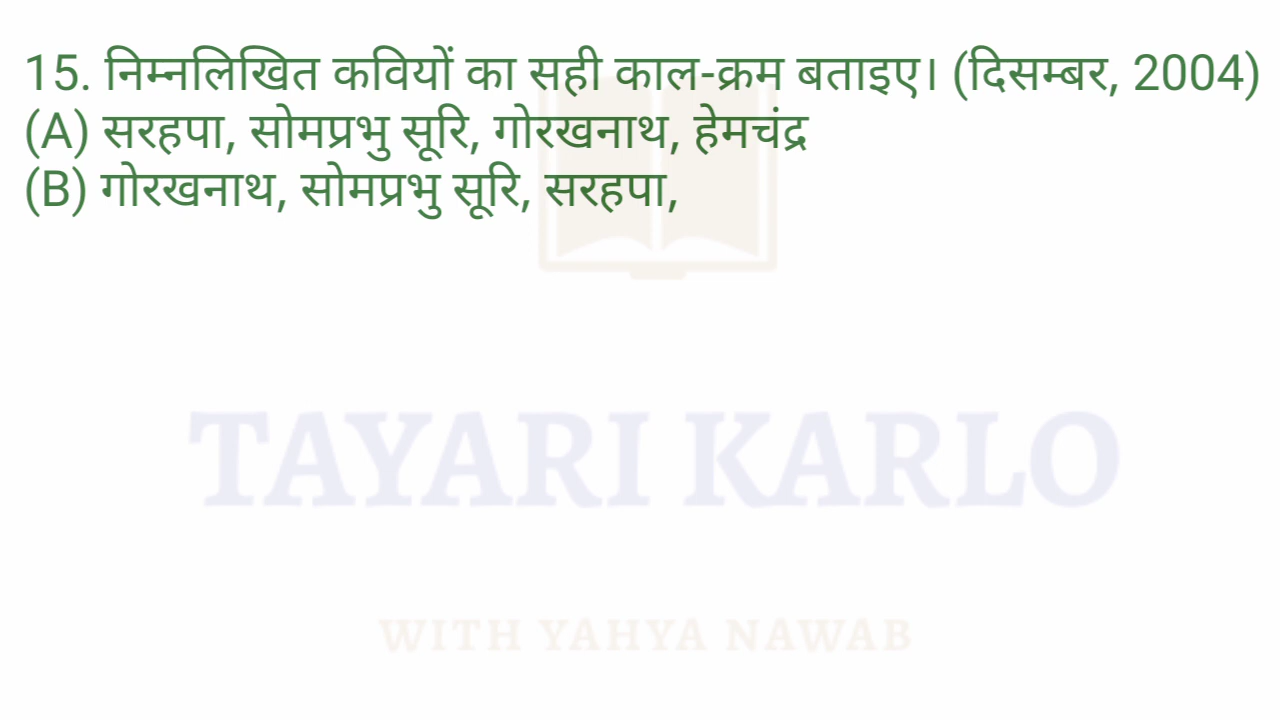 15. निम्नलिखित कवियों का सही काल-क्रम बताइए। (दिसम्बर, 2004)
(A) सरहपा, सोमप्रभु सूरि, गोरखनाथ, हेमचंद्र
(B) गोरखनाथ, सोमप्रभु सूरि, सरहपा,
TAYARI KARLO
WITH YAHYA NAWAB